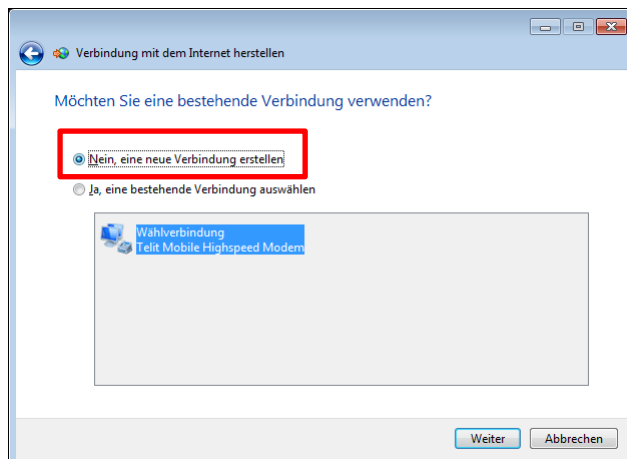 Verbindung mit dem Internet herstellen
Möchten Sie eine bestehende Verbindung verwenden?
Nein, eine neue Verbindung erstellen
Ja, eine bestehende Verbindung auswählen
Wählverbindung
Telit Mobile Highspeed Modem
Weiter Abbrechen